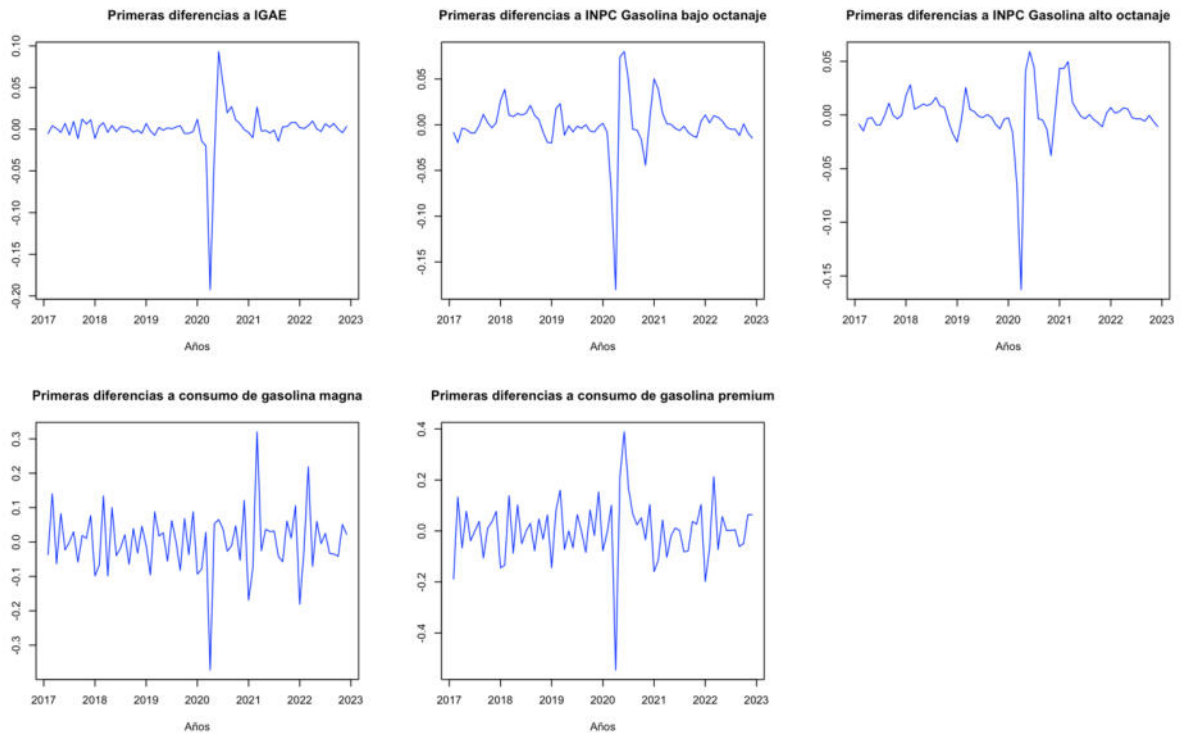 Primeras diferencias a IGAE
0.10
0.05
0.00
-0.05
-0.10
-0.15
-0.20
2017 2018 2019 2020 2021 2022 2023
Años
Primeras diferencias a INPC Gasolina bajo octanaje
0.05
0.00
-0.05
-0.10
-0.15
2017 2018 2019 2020 2021 2022 2023
Años
Primeras diferencias a INPC Gasolina alto octanaje
0.05
0.00
-0.05
-0.10
-0.15
2017 2018 2019 2020 2021 2022 2023
Años
Primeras diferencias a consumo de gasolina magna
0.3
0.2
0.1
0.0
-0.1
-0.2
-0.3
2017 2018 2019 2020 2021 2022 2023
Años
Primeras diferencias a consumo de gasolina premium
0.4
0.2
0.0
-0.2
-0.4
2017 2018 2019 2020 2021 2022 2023
Años